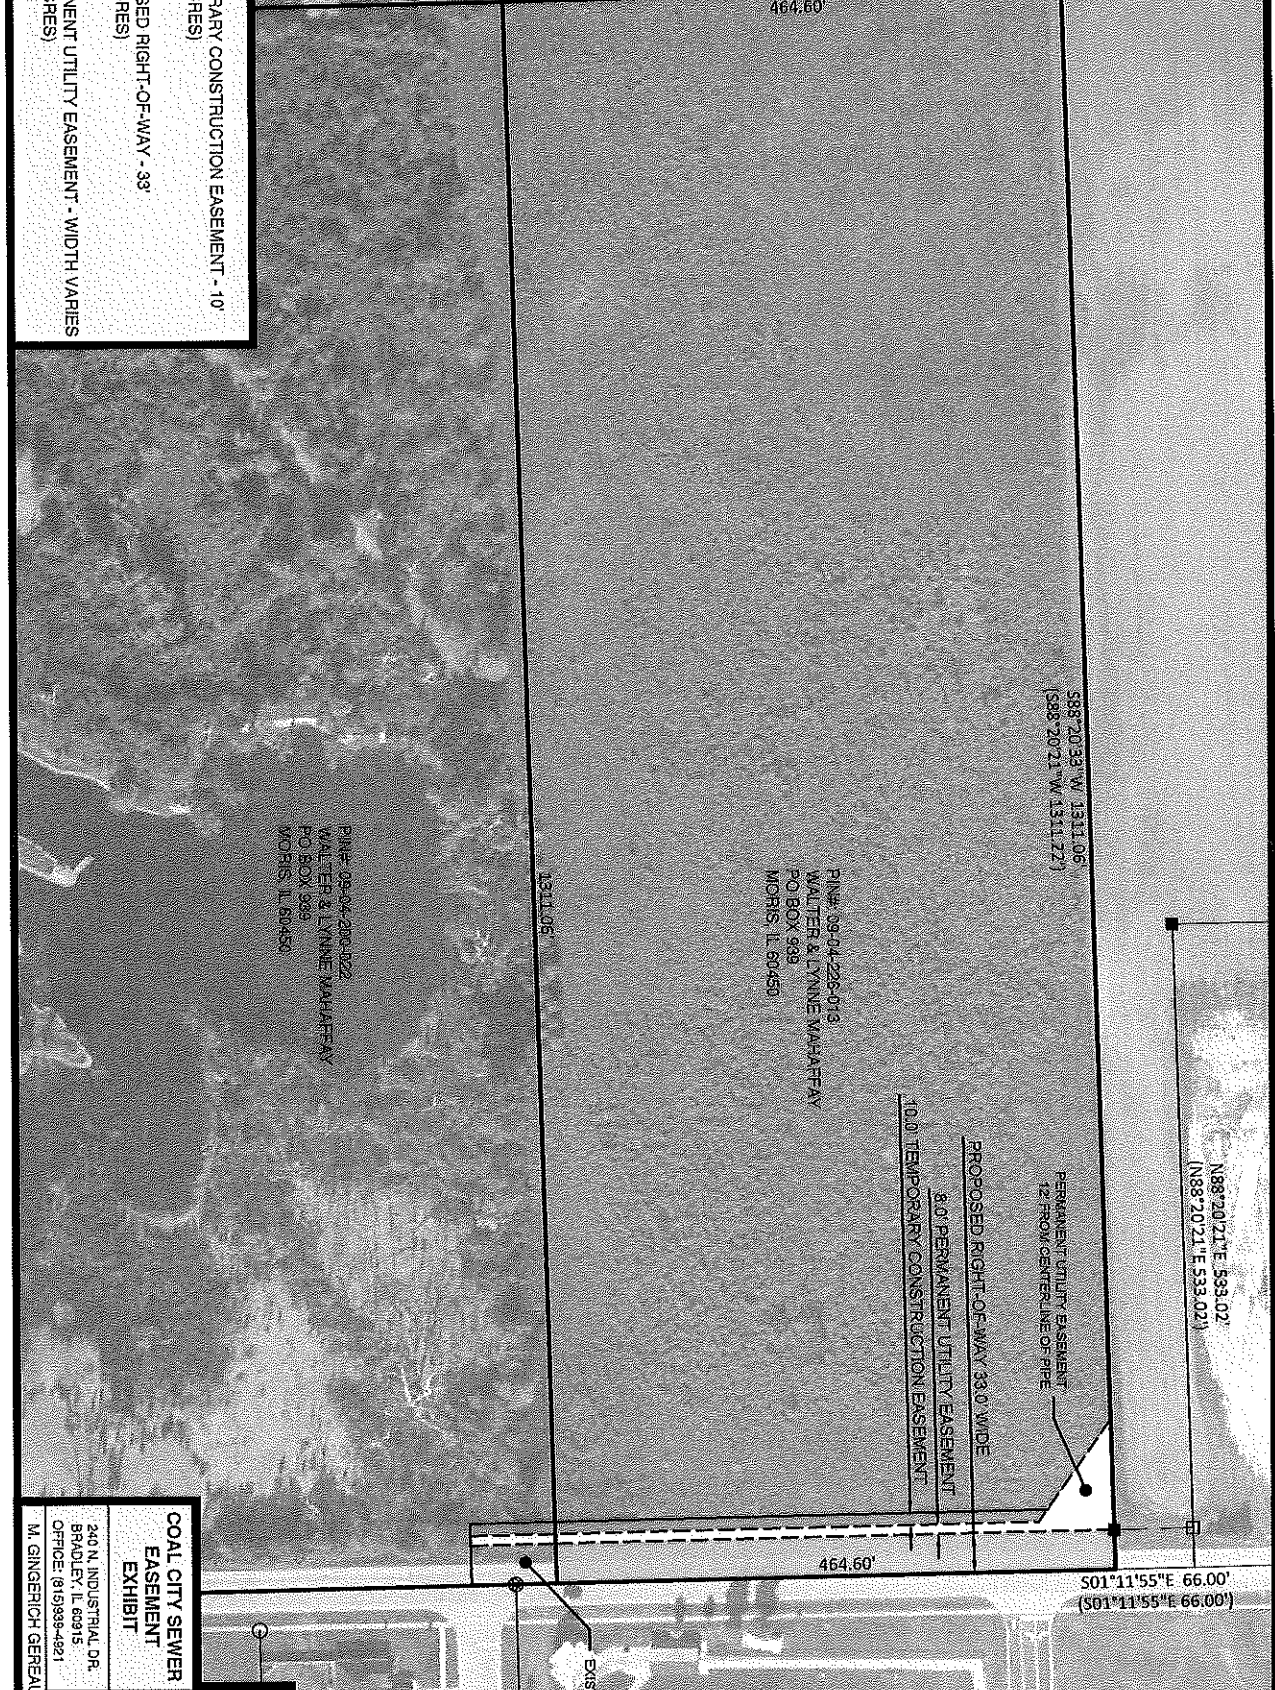 464.60'
RARY CONSTRUCTION EASEMENT - 10'
RES)
SED RIGHT-OF-WAY - 33'
RES)
NENT UTILITY EASEMENT - WIDTH VARIES
RES)
S88°20'33"W 1311.06'
(S88°20'21"W 1311.22')
N88°20'21"E 533.02'
(N88°20'21"E 533.02')
PERMANENT UTILITY EASEMENT
12' FROM CENTERLINE OF PIPE
PROPOSED RIGHT-OF-WAY 33.0' WIDE
8.0' PERMANENT UTILITY EASEMENT
10.0' TEMPORARY CONSTRUCTION EASEMENT
PIN#: 09-04-226-013
WALTER & LYNNE MAHAFFAY
PO BOX 939
MORIS, IL 60450
1311.06'
PIN#: 09-04-200-022
WALTER & LYNNE MAHAFFAY
PO BOX 939
MORIS, IL 60450
464.60'
S01°11'55"E 66.00'
(S01°11'55"E 66.00')
EXIS
COAL CITY SEWER
EASEMENT
EXHIBIT
240 N. INDUSTRIAL DR.
BRADLEY, IL 60915
OFFICE: (815)939-4921
M. GINGERICH GEREAU